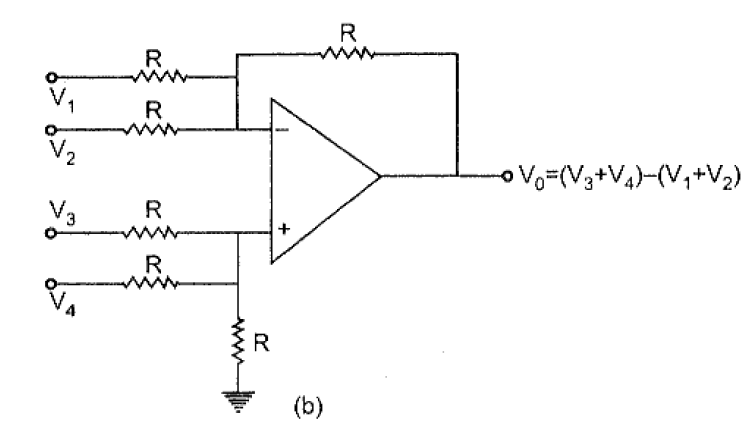 R
R
V₁
R
V₂
−
V₀=(V₃+V₄)−(V₁+V₂)
V₃
R
+
R
V₄
R
(b)